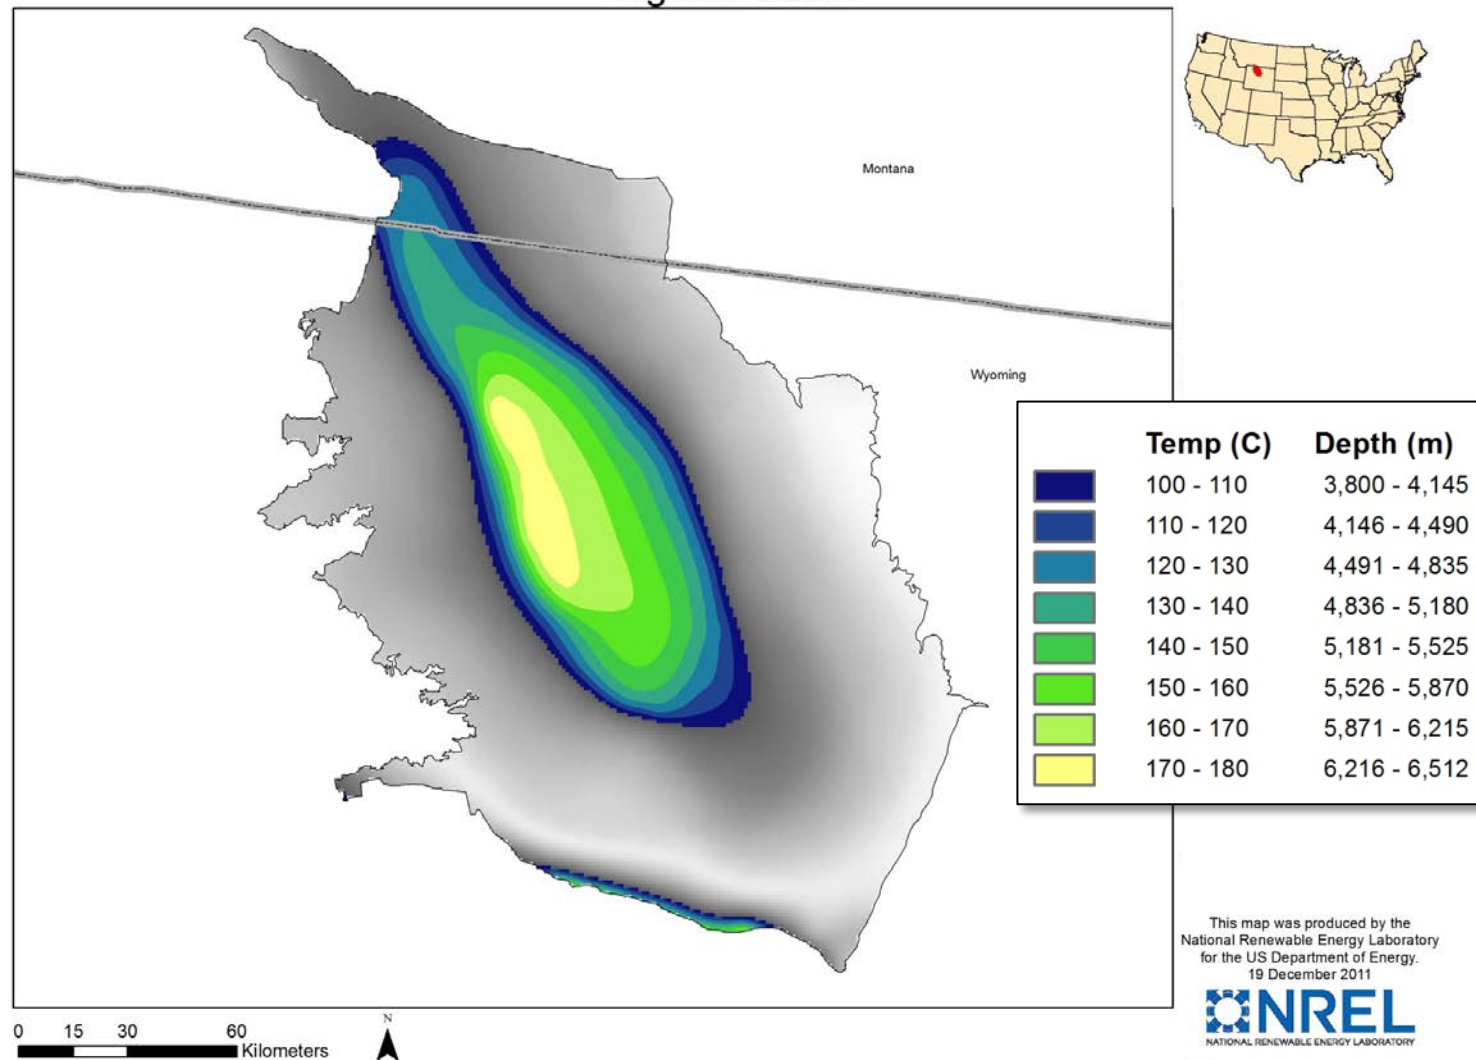 Montana
Wyoming
Temp (C) Depth (m)
100 - 110 3,800 - 4,145
110 - 120 4,146 - 4,490
120 - 130 4,491 - 4,835
130 - 140 4,836 - 5,180
140 - 150 5,181 - 5,525
150 - 160 5,526 - 5,870
160 - 170 5,871 - 6,215
170 - 180 6,216 - 6,512
This map was produced by the
National Renewable Energy Laboratory
for the US Department of Energy.
19 December 2011
NREL
NATIONAL RENEWABLE ENERGY LABORATORY
N
0 15 30 60
Kilometers